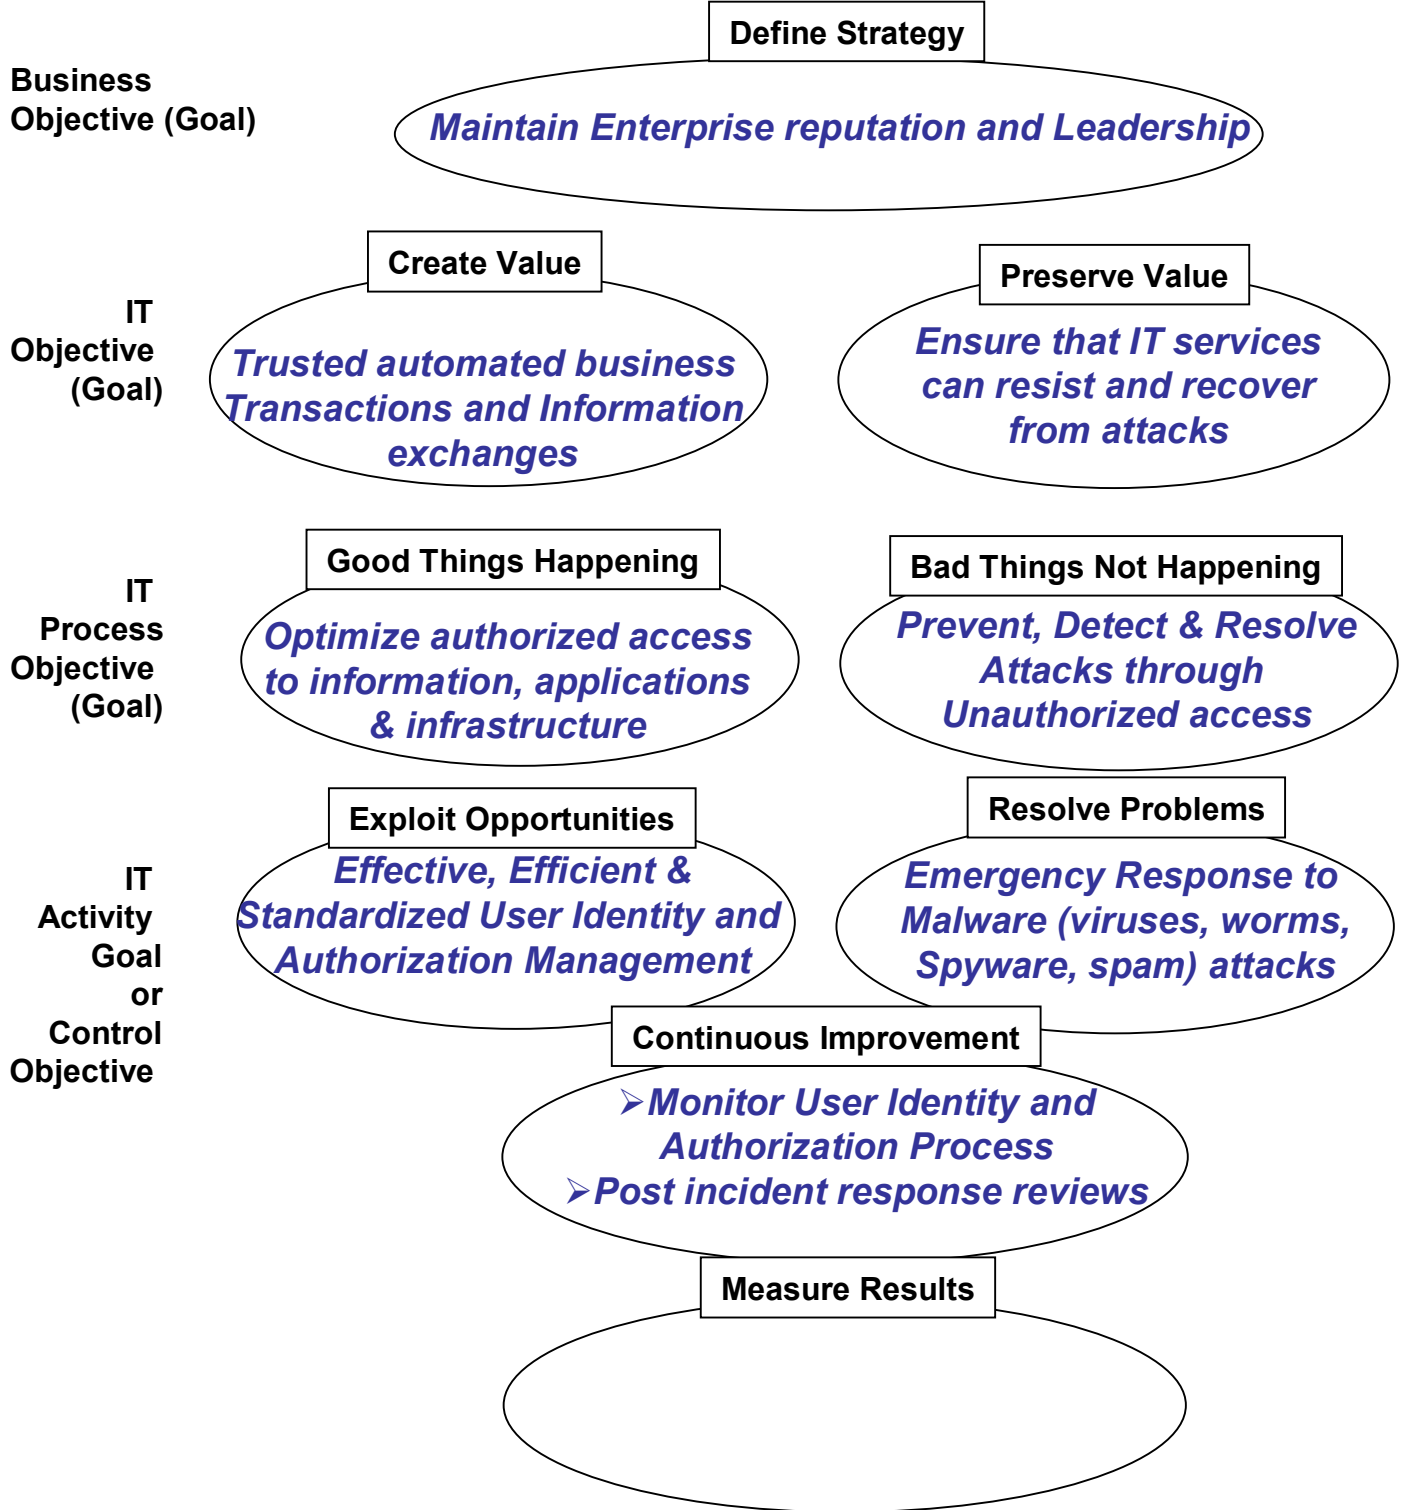 Define Strategy
Business
Objective (Goal)
Maintain Enterprise reputation and Leadership
Create Value
Preserve Value
IT
Objective
(Goal)
Trusted automated business
Transactions and Information
exchanges
Ensure that IT services
can resist and recover
from attacks
Good Things Happening
Bad Things Not Happening
IT
Process
Objective
(Goal)
Optimize authorized access
to information, applications
& infrastructure
Prevent, Detect & Resolve
Attacks through
Unauthorized access
Exploit Opportunities
Resolve Problems
IT
Activity
Goal
or
Control
Objective
Effective, Efficient &
Standardized User Identity and
Authorization Management
Emergency Response to
Malware (viruses, worms,
Spyware, spam) attacks
Continuous Improvement
➢Monitor User Identity and
Authorization Process
➢Post incident response reviews
Measure Results